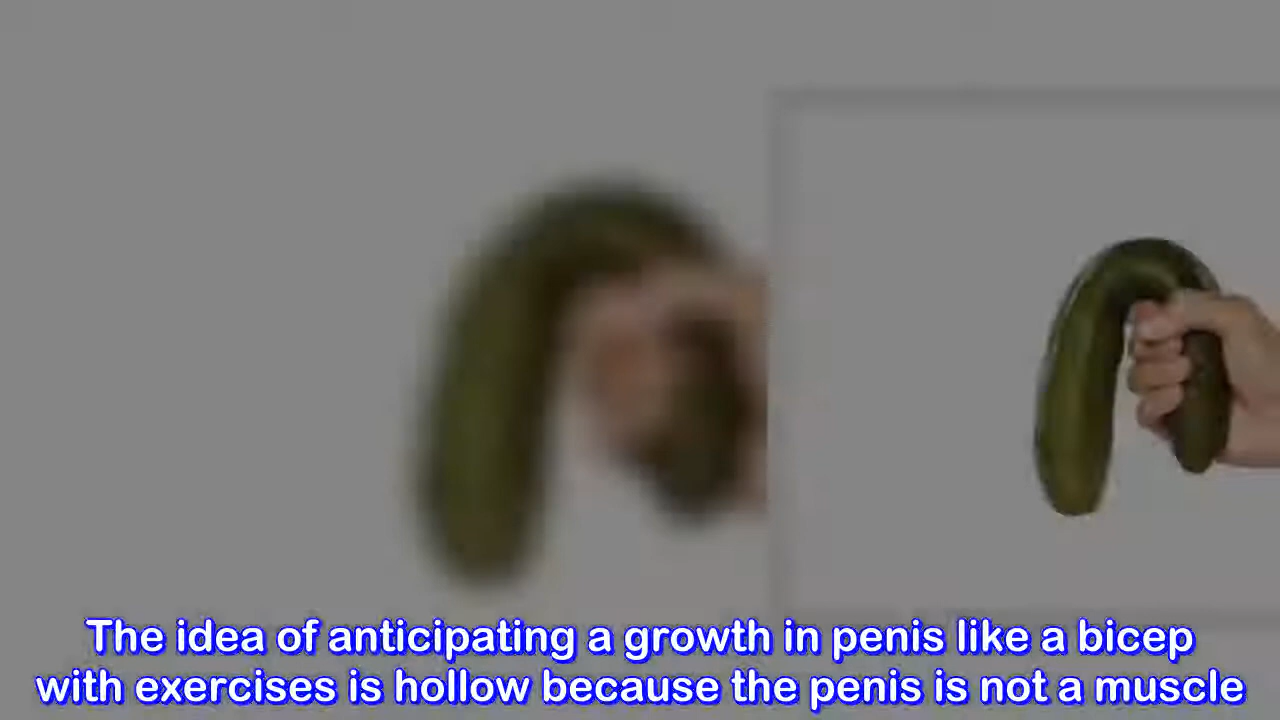 The idea of anticipating a growth in penis like a bicep
with exercises is hollow because the penis is not a muscle